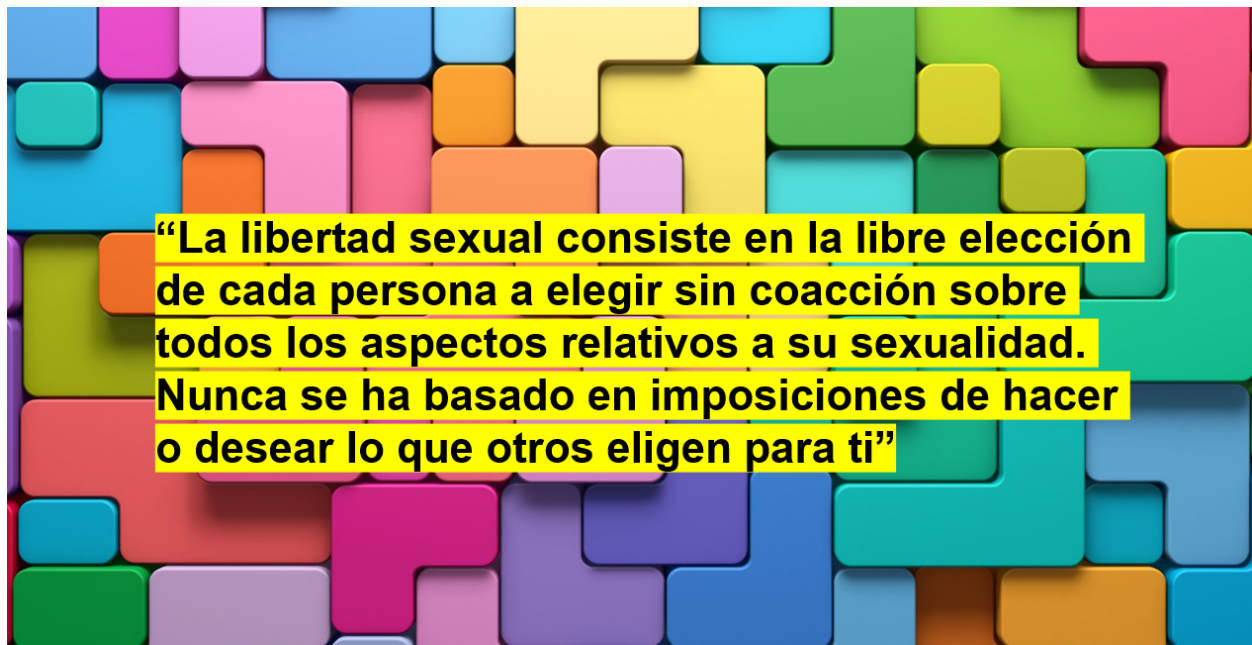 “La libertad sexual consiste en la libre elección
de cada persona a elegir sin coacción sobre
todos los aspectos relativos a su sexualidad.
Nunca se ha basado en imposiciones de hacer
o desear lo que otros eligen para ti”